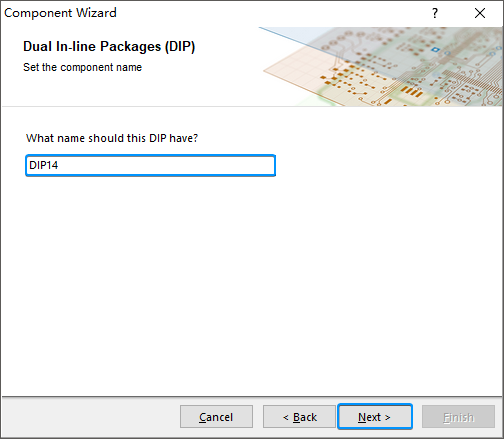 Component Wizard
?
Dual In-line Packages (DIP)
Set the component name
What name should this DIP have?
DIP14
Cancel
< Back
Next >
Finish